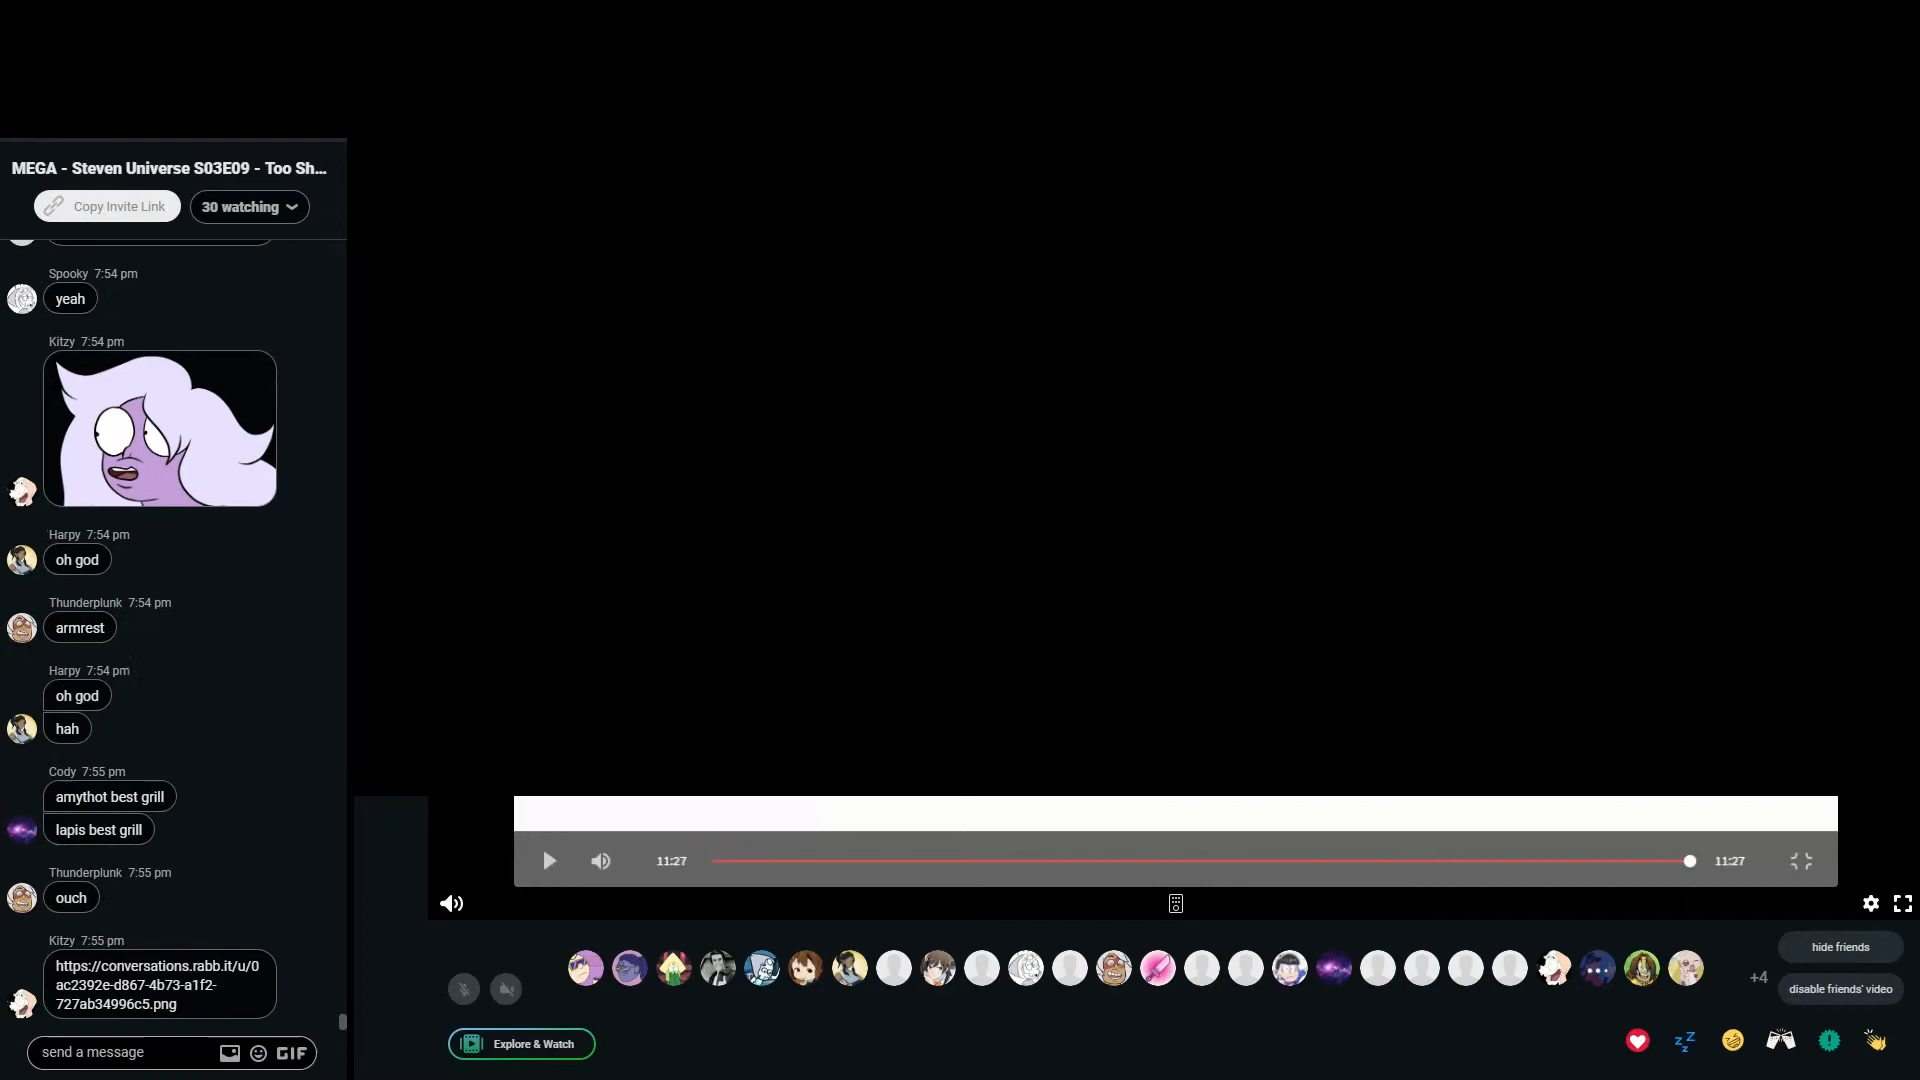 MEGA - Steven Universe S03E09 - Too Sh...
Copy Invite Link
30 watching
Spooky 7:54 pm
yeah
Kitzy 7:54 pm
Harpy 7:54 pm
oh god
Thunderplunk 7:54 pm
armrest
Harpy 7:54 pm
oh god
hah
Cody 7:55 pm
amythot best grill
lapis best grill
Thunderplunk 7:55 pm
ouch
Kitzy 7:55 pm
https://conversations.rabb.it/u/0
ac2392e-d867-4b73-a1f2-
727ab34996c5.png
send a message
GIF
11:27
11:27
+4
hide friends
disable friends' video
Explore & Watch
z z z